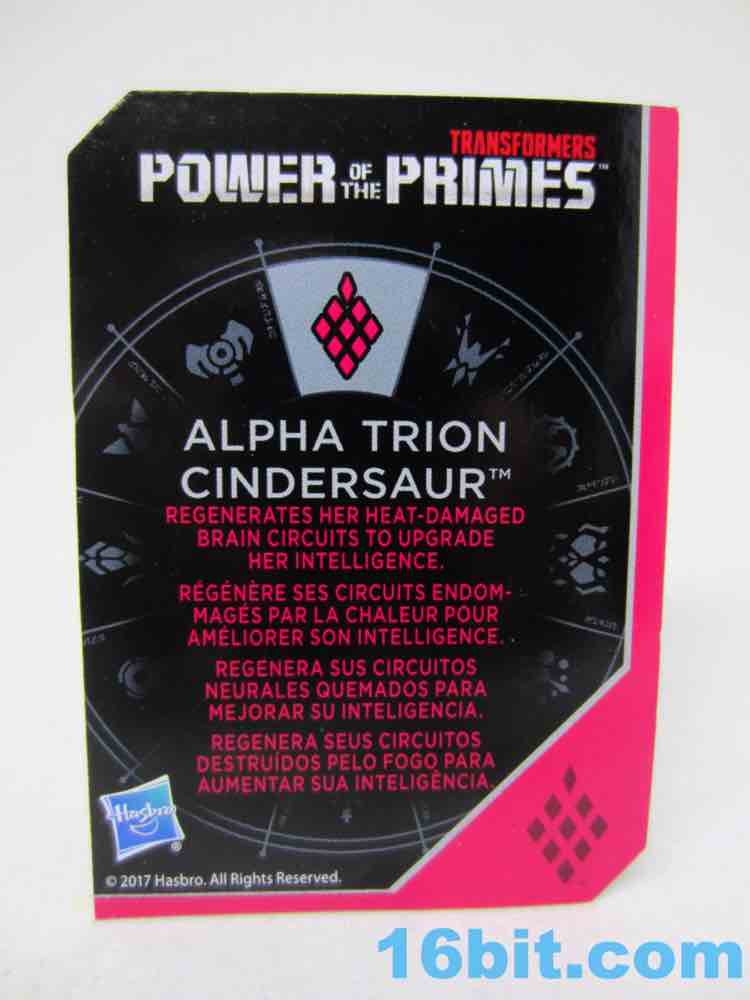 TRANSFORMERS
POWER OF THE PRIMES™
ALPHA TRION
CINDERSAUR™
REGENERATES HER HEAT-DAMAGED
BRAIN CIRCUITS TO UPGRADE
HER INTELLIGENCE.
RÉGÉNÈRE SES CIRCUITS ENDOM-
MAGÉS PAR LA CHALEUR POUR
AMÉLIORER SON INTELLIGENCE.
REGENERA SUS CIRCUITOS
NEURALES QUEMADOS PARA
MEJORAR SU INTELIGENCIA.
REGENERA SEUS CIRCUITOS
DESTRUÍDOS PELO FOGO PARA
AUMENTAR SUA INTELIGÊNCIA.
Hasbro®
© 2017 Hasbro. All Rights Reserved.
16bit.com